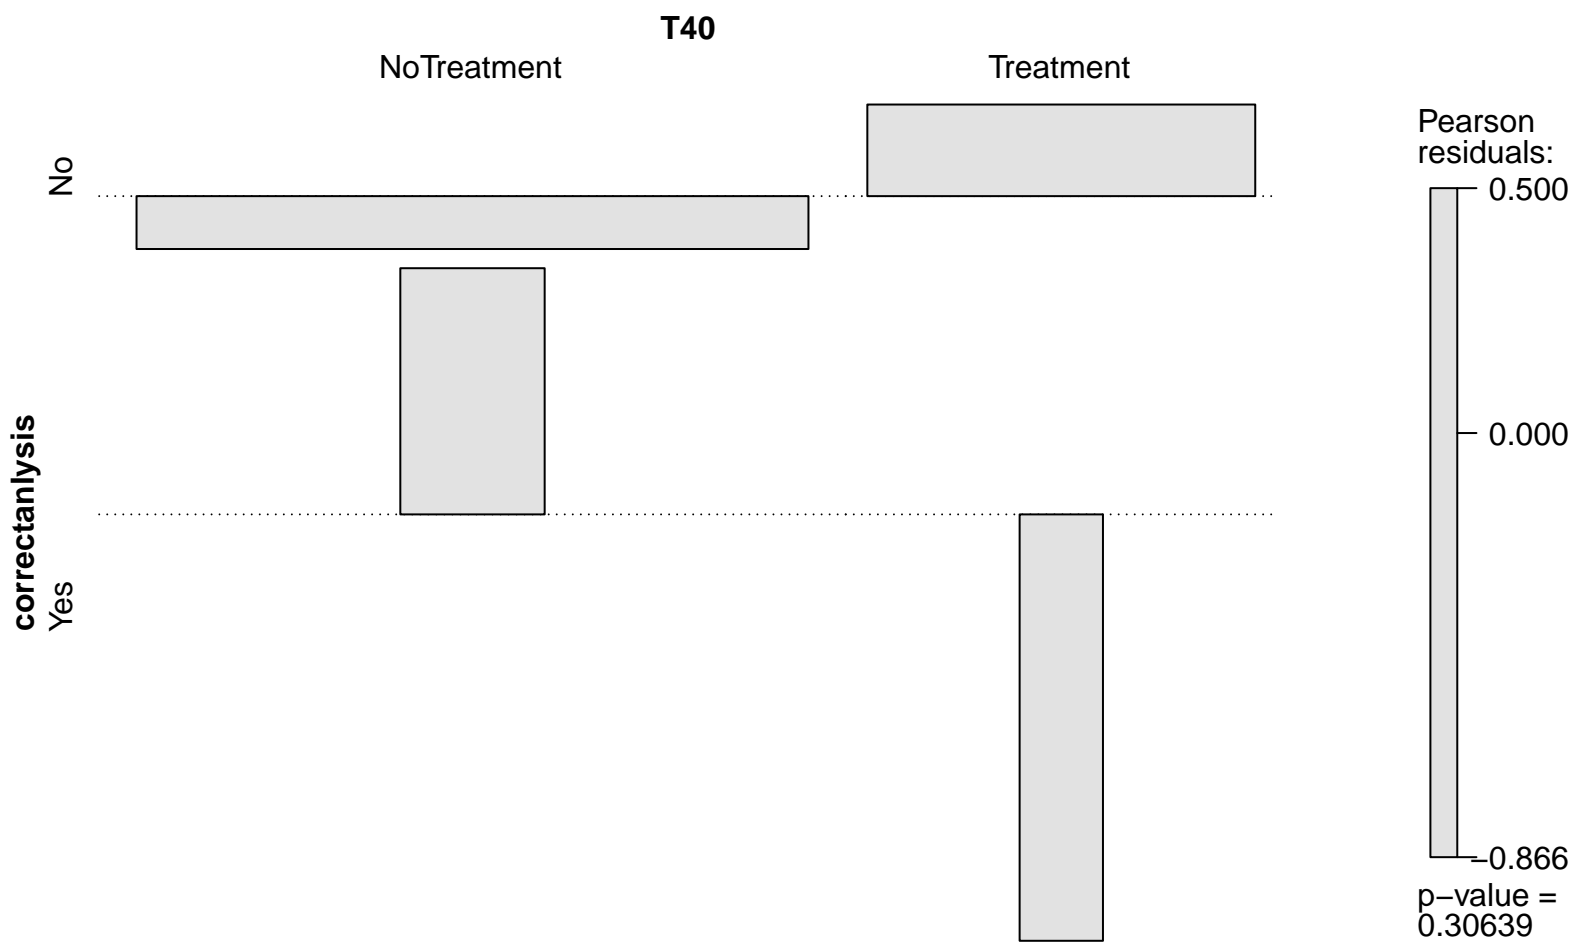 T40
NoTreatment Treatment
No
Yes
correctanlysis
Pearson
residuals:
0.500
0.000
−0.866
p−value =
0.30639